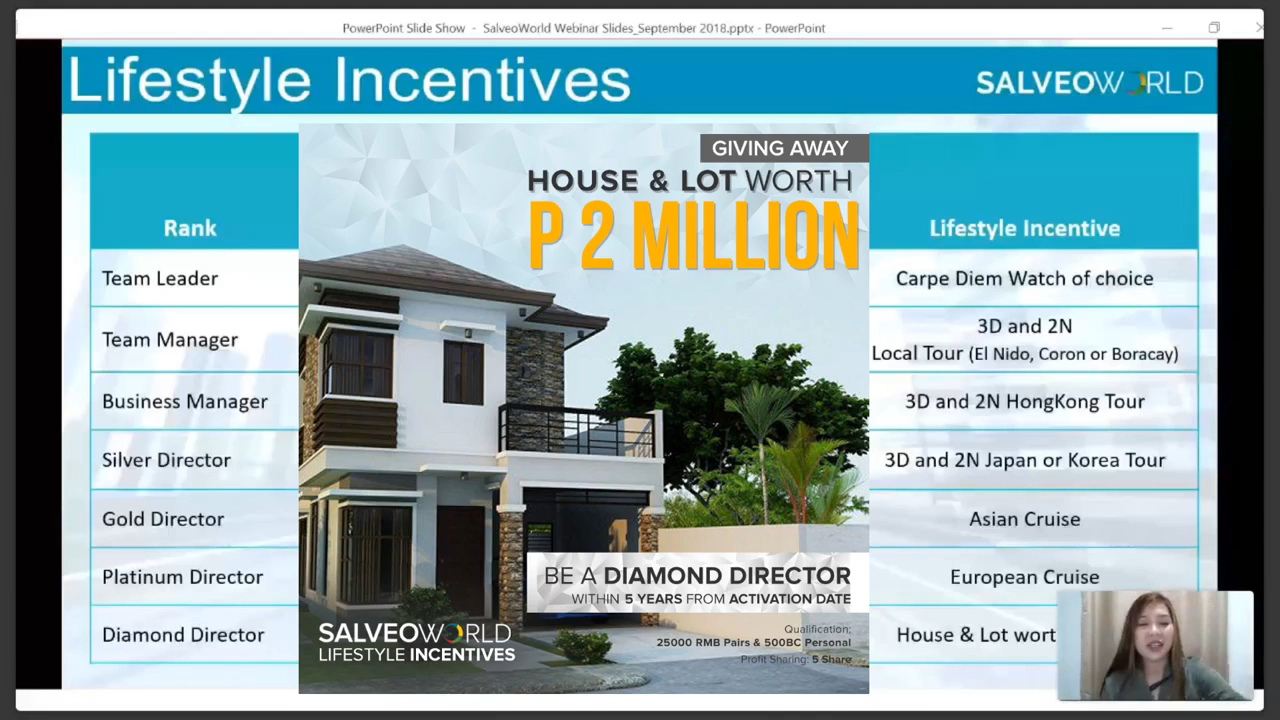 PowerPoint Slide Show - SalveoWorld Webinar Slides_September 2018.pptx - PowerPoint
Lifestyle Incentives
SALVEOWORLD
GIVING AWAY
HOUSE & LOT WORTH
P 2 MILLION
Rank
Lifestyle Incentive
Team Leader
Carpe Diem Watch of choice
Team Manager
3D and 2N
Local Tour (El Nido, Coron or Boracay)
Business Manager
3D and 2N HongKong Tour
Silver Director
3D and 2N Japan or Korea Tour
Gold Director
Asian Cruise
Platinum Director
European Cruise
Diamond Director
House & Lot
BE A DIAMOND DIRECTOR
WITHIN 5 YEARS FROM ACTIVATION DATE
SALVEOWORLD
LIFESTYLE INCENTIVES
Qualification:
25000 RMB Pairs & 500BC Personal
Profit Sharing: 5 Share